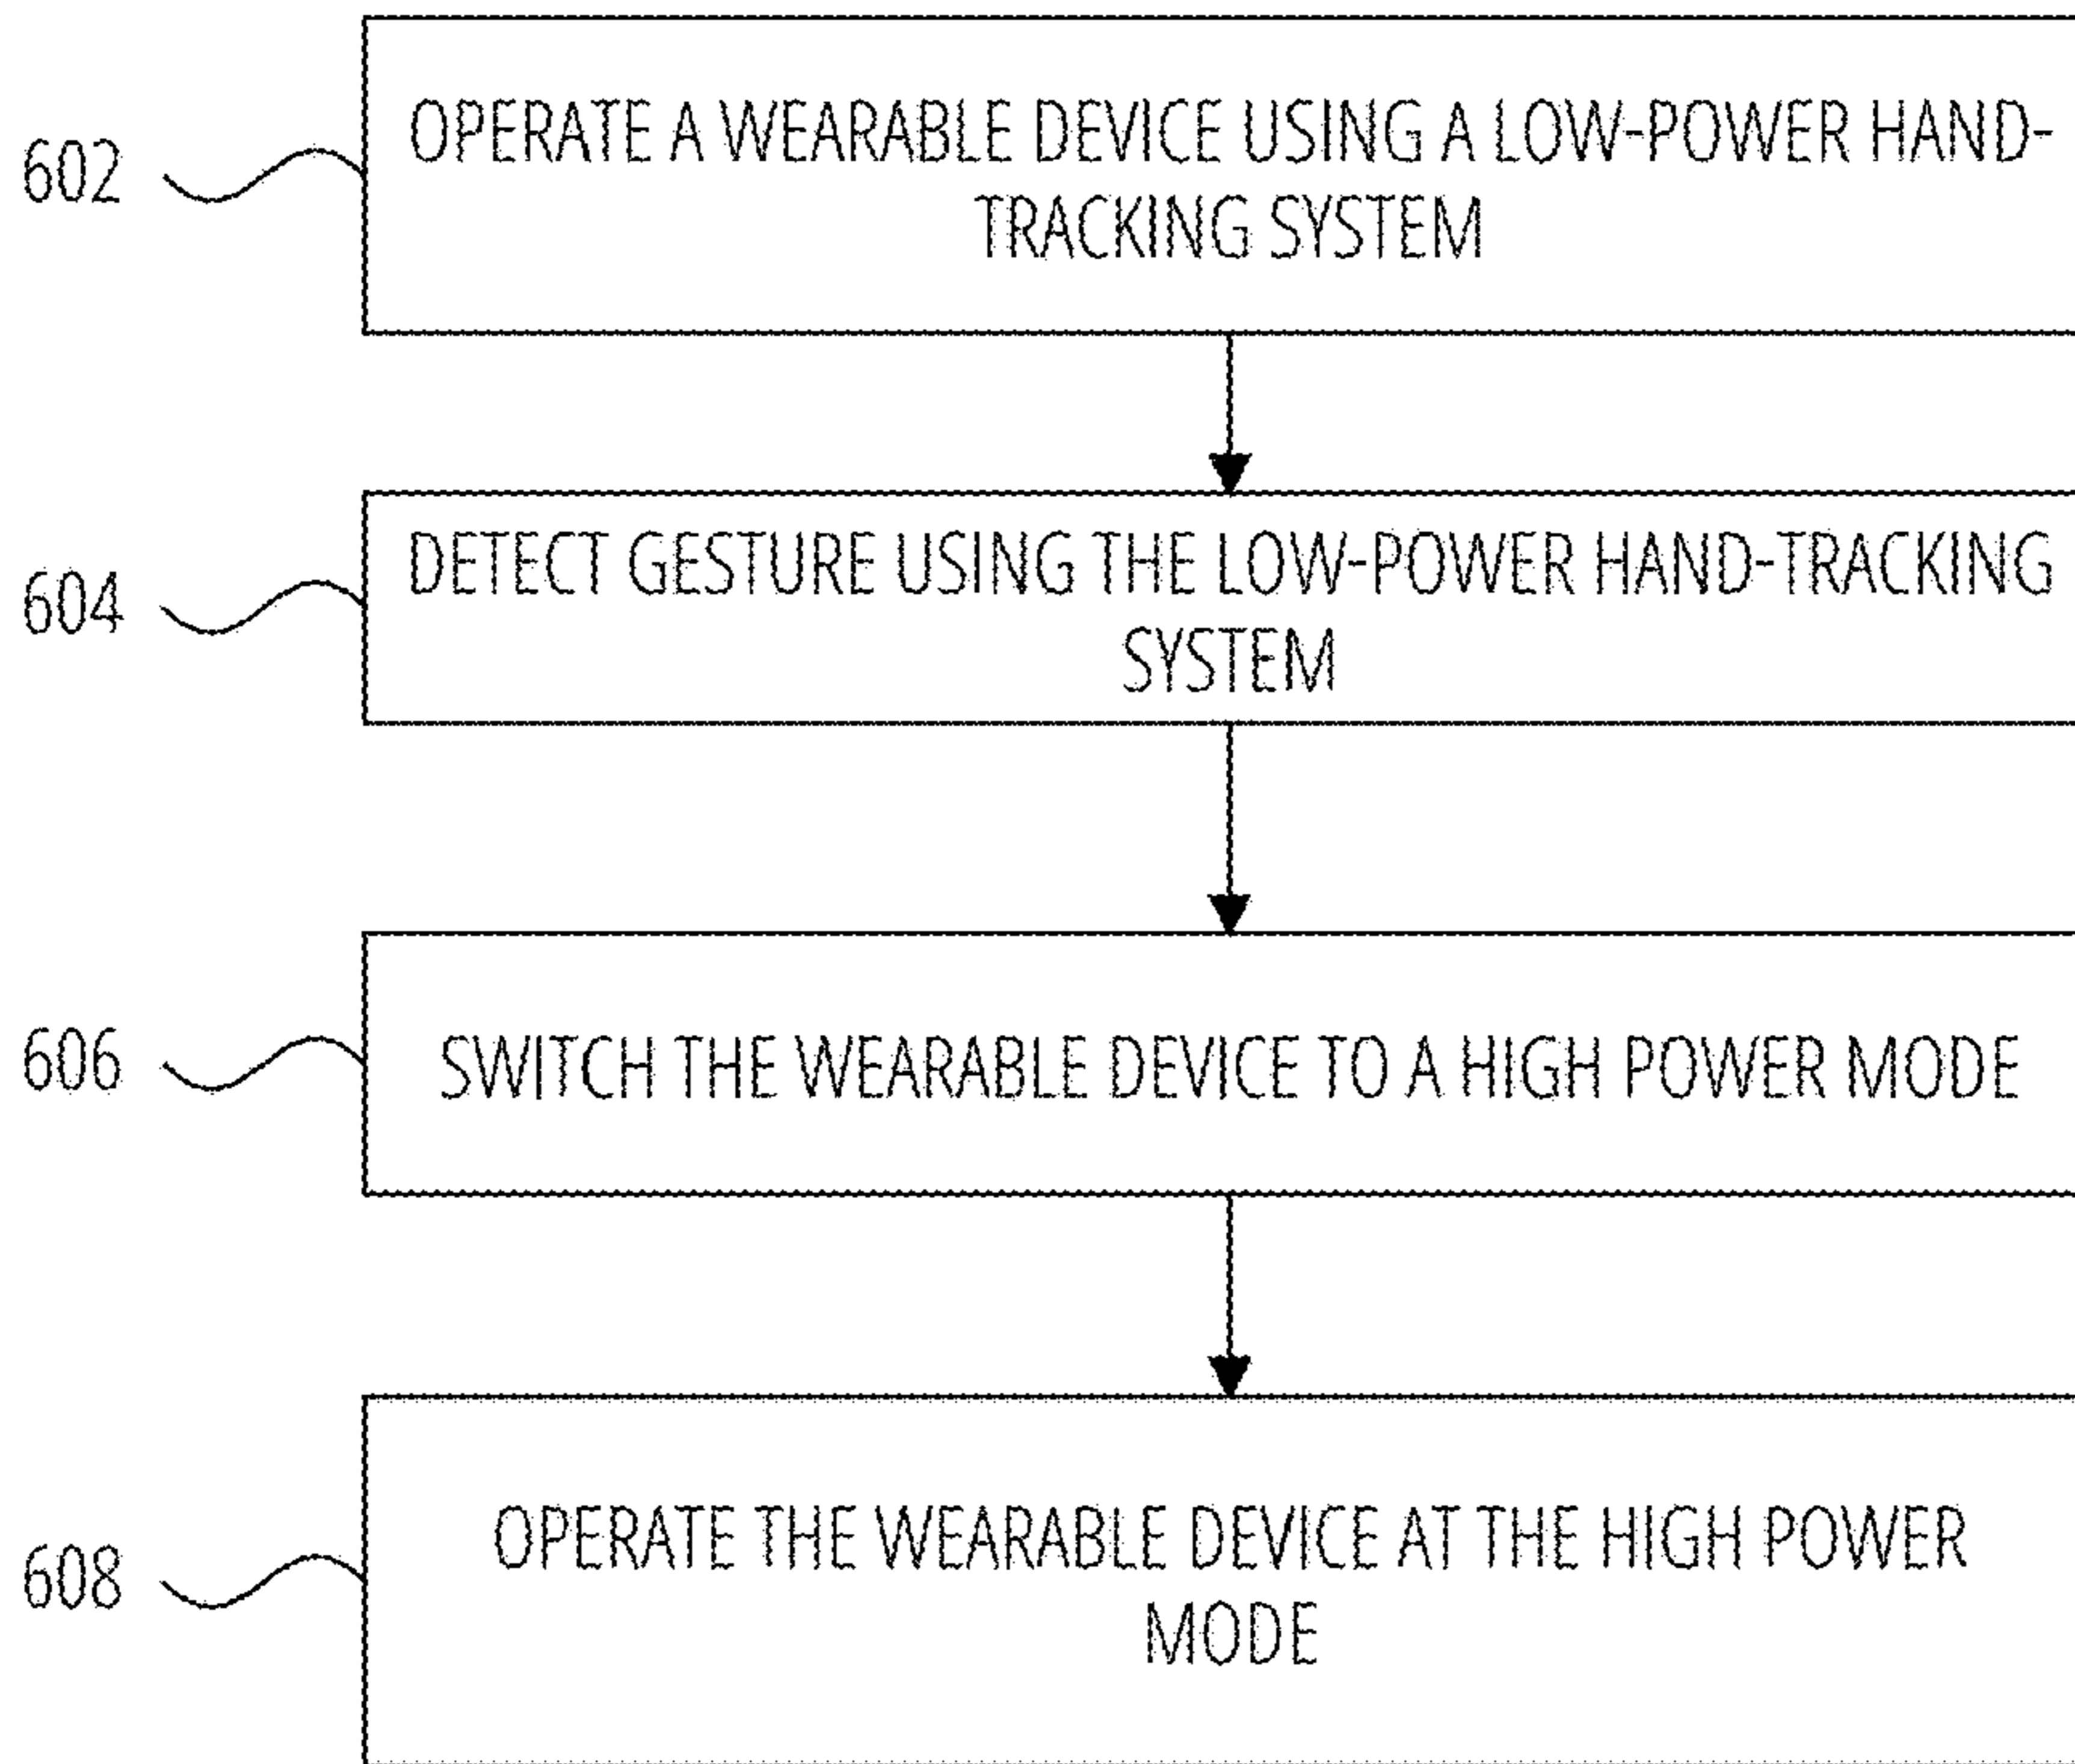 602
OPERATE A WEARABLE DEVICE USING A LOW-POWER HAND-
TRACKING SYSTEM
604
DETECT GESTURE USING THE LOW-POWER HAND-TRACKING
SYSTEM
606
SWITCH THE WEARABLE DEVICE TO A HIGH POWER MODE
608
OPERATE THE WEARABLE DEVICE AT THE HIGH POWER
MODE